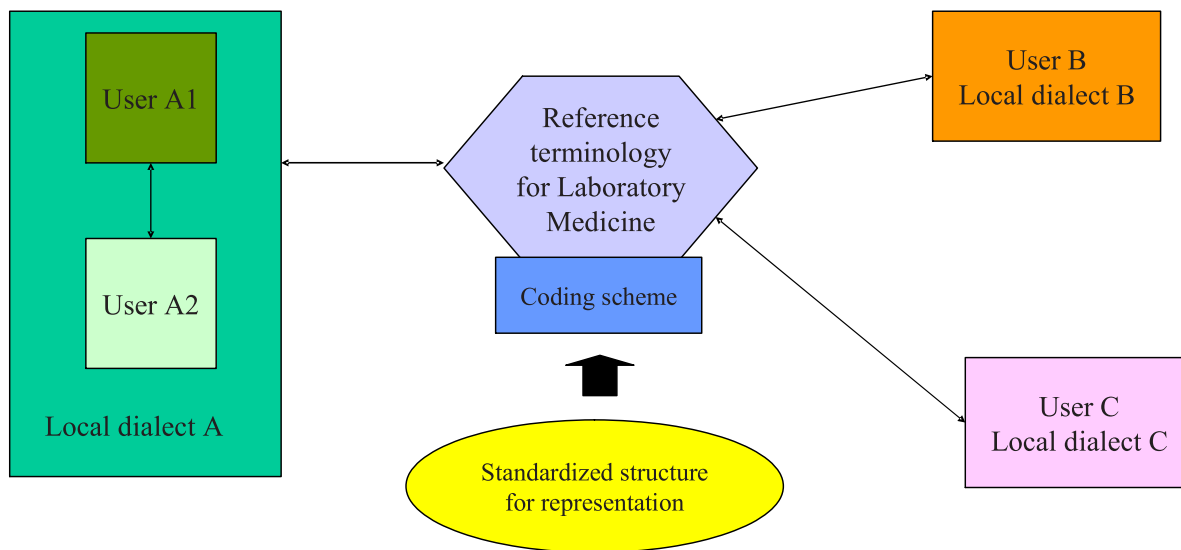 User A1
User A2
Local dialect A
Reference
terminology
for Laboratory
Medicine
Coding scheme
Standardized structure
for representation
User B
Local dialect B
User C
Local dialect C